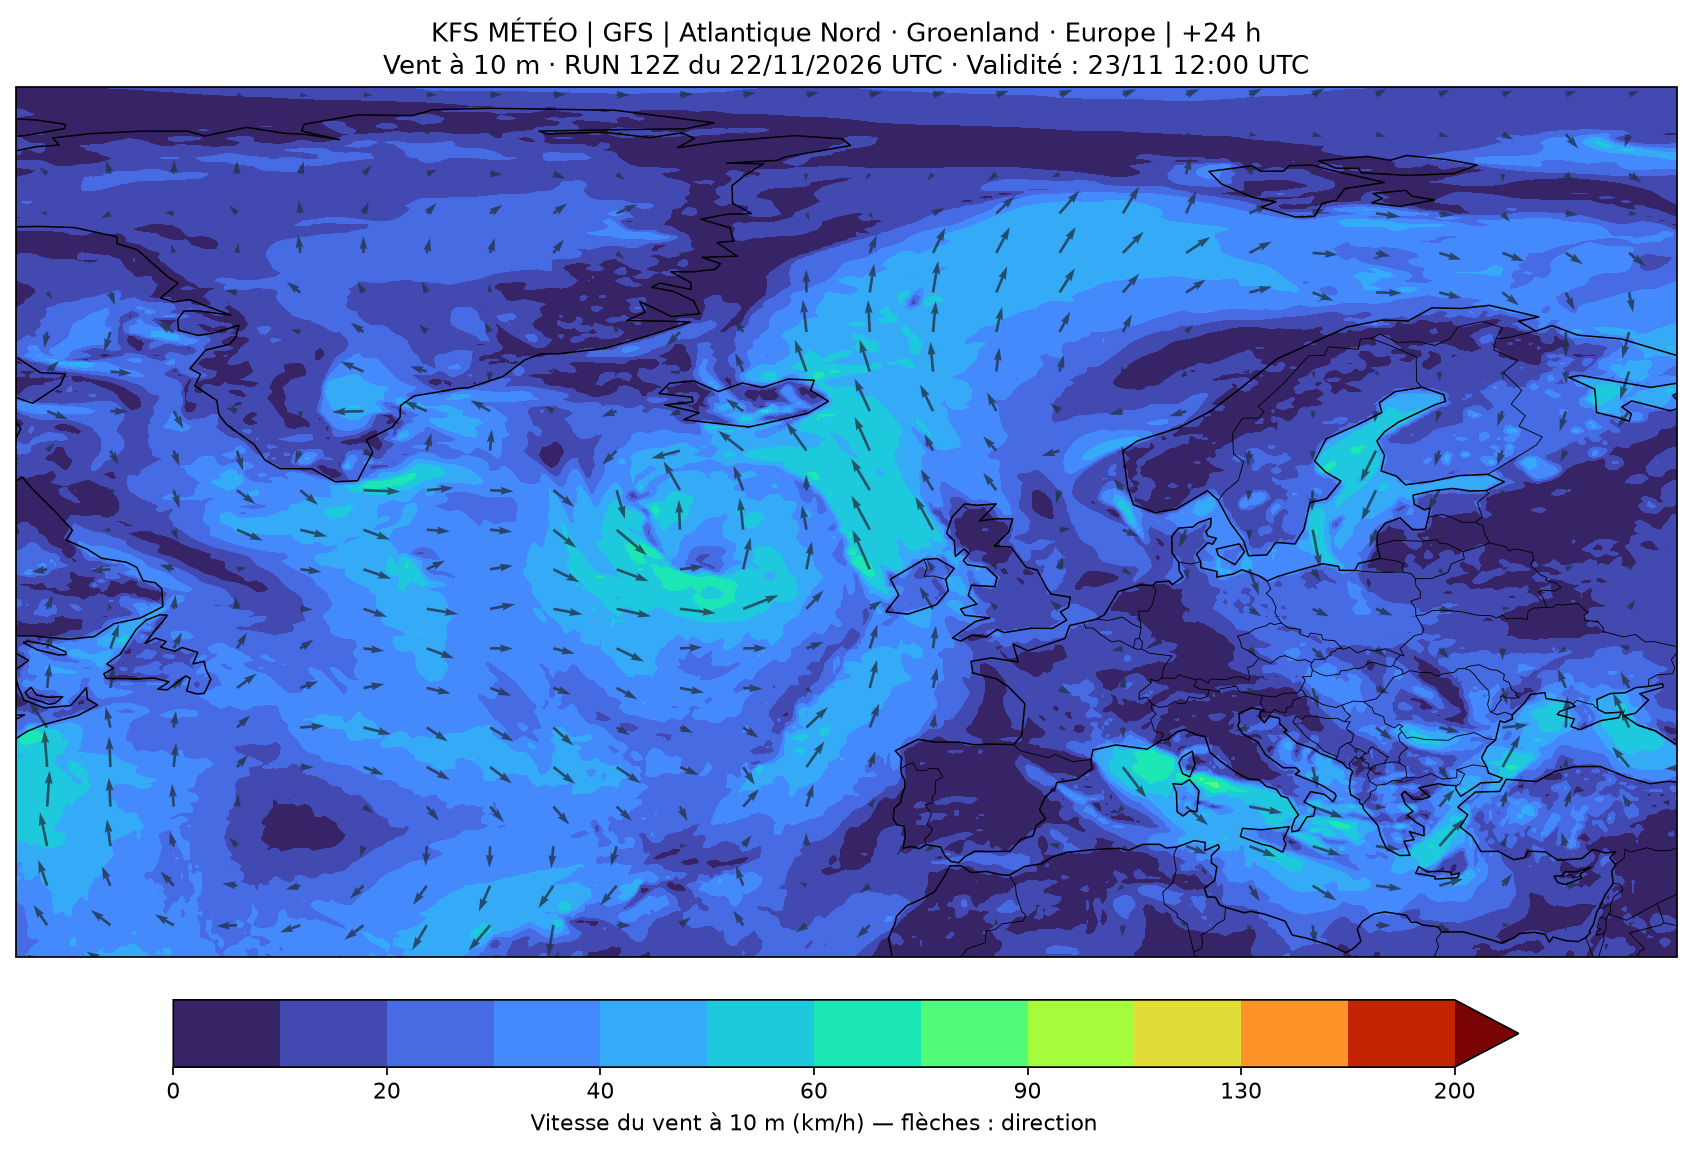 KFS MÉTÉO | GFS | Atlantique Nord · Groenland · Europe | +24 h
Vent à 10 m · RUN 12Z du 22/11/2026 UTC · Validité : 23/11 12:00 UTC
0 20 40 60 90 130 200
Vitesse du vent à 10 m (km/h) — flèches : direction